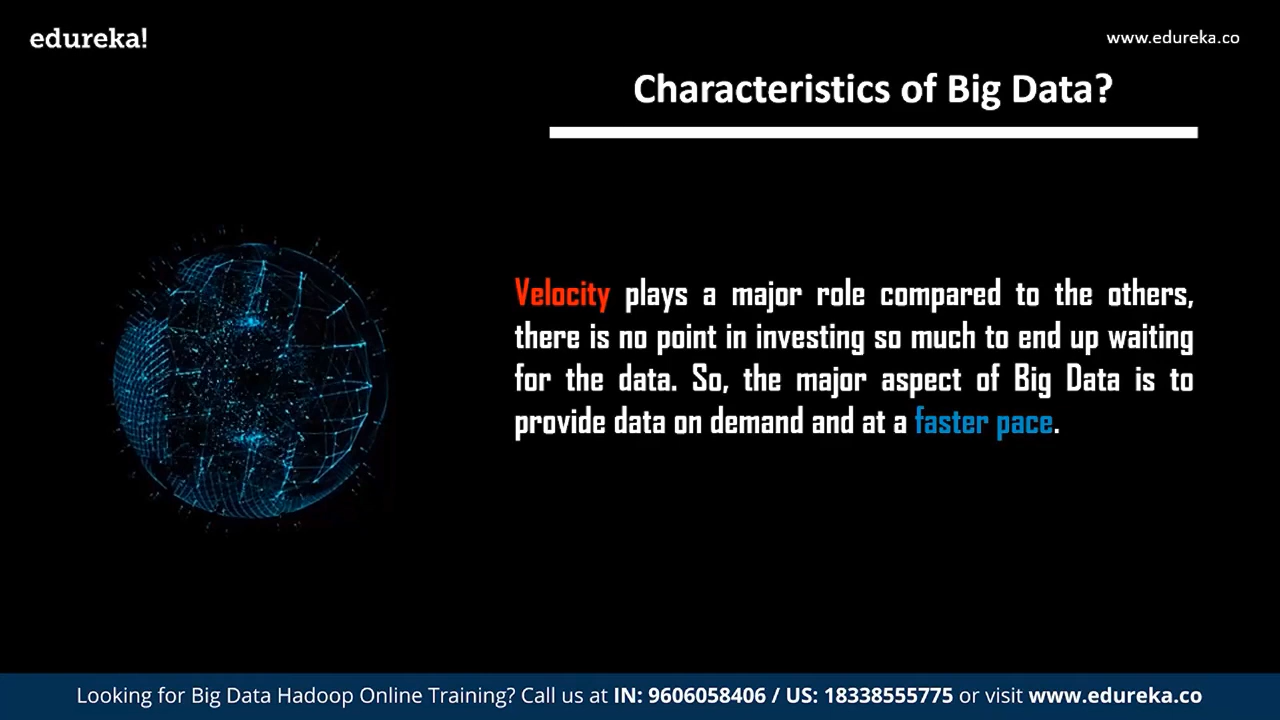 edureka!
www.edureka.co
Characteristics of Big Data?
Velocity plays a major role compared to the others,
there is no point in investing so much to end up waiting
for the data. So, the major aspect of Big Data is to
provide data on demand and at a faster pace.
Looking for Big Data Hadoop Online Training? Call us at IN: 9606058406 / US: 18338555775 or visit www.edureka.co